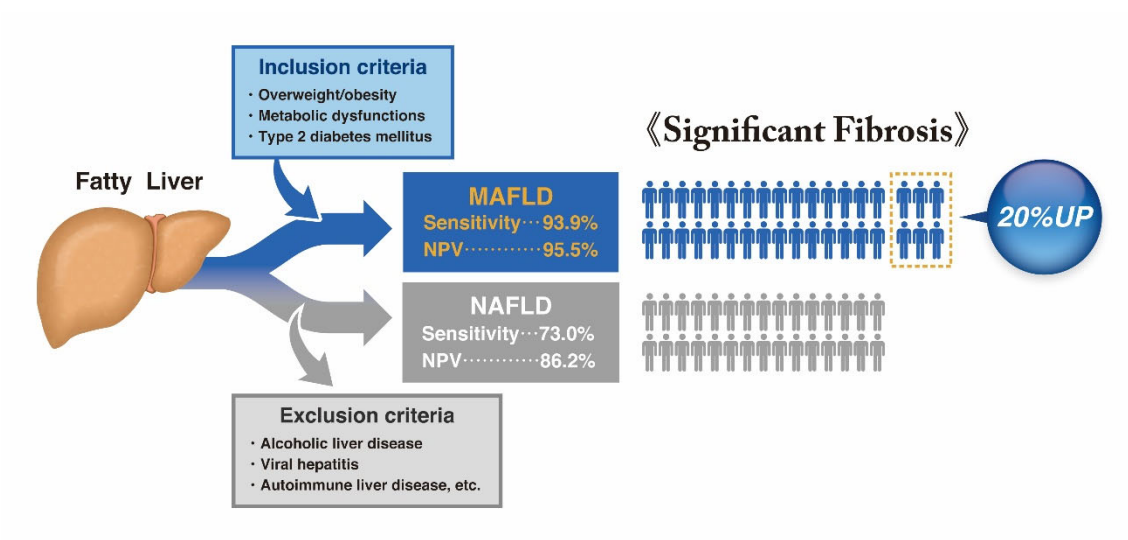 Inclusion criteria
・Overweight/obesity
・Metabolic dysfunctions
・Type 2 diabetes mellitus
《Significant Fibrosis》
Fatty Liver
MAFLD
Sensitivity···93.9%
NPV············95.5%
20%UP
NAFLD
Sensitivity···73.0%
NPV············86.2%
Exclusion criteria
・Alcoholic liver disease
・Viral hepatitis
・Autoimmune liver disease, etc.